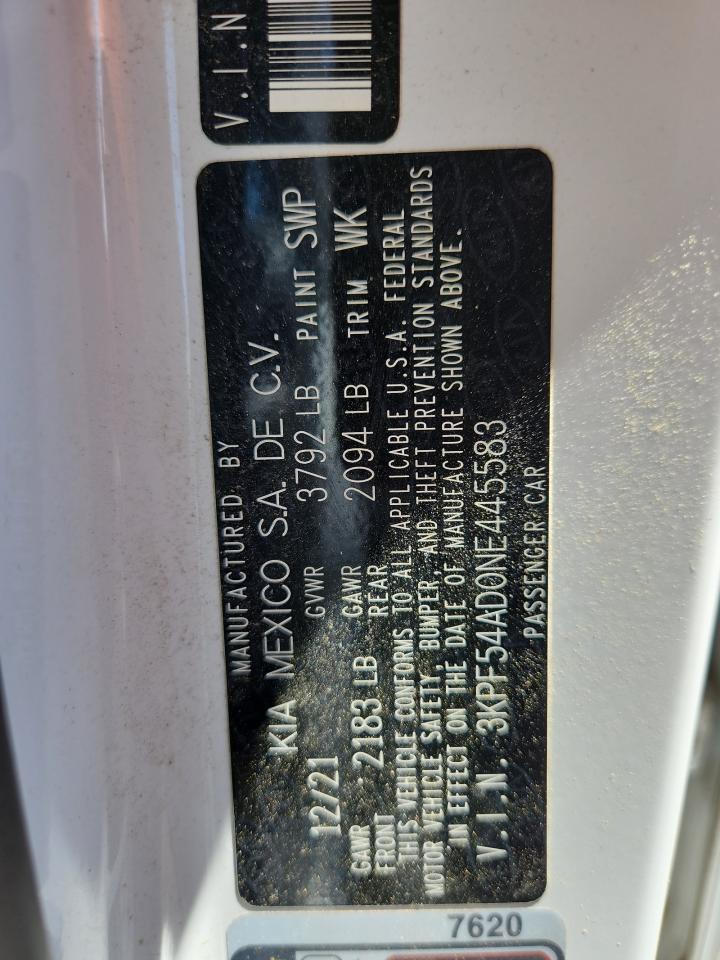 V.I.N
MANUFACTURED BY
KIA MEXICO S.A. DE C.V.
12/21 GVWR 3792 LB PAINT SWP
GAWR FRONT 2183 LB GAWR REAR 2094 LB TRIM WK
THIS VEHICLE CONFORMS TO ALL APPLICABLE U.S.A. FEDERAL
MOTOR VEHICLE SAFETY, BUMPER, AND THEFT PREVENTION STANDARDS
IN EFFECT ON THE DATE OF MANUFACTURE SHOWN ABOVE.
V.I.N. 3KPF54AD0NE445583
PASSENGER CAR
7620